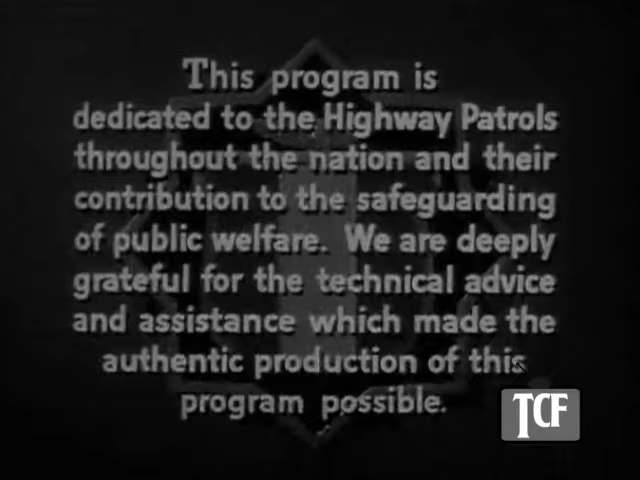 This program is
dedicated to the Highway Patrols
throughout the nation and their
contribution to the safeguarding
of public welfare. We are deeply
grateful for the technical advice
and assistance which made the
authentic production of this
program possible.
TCF